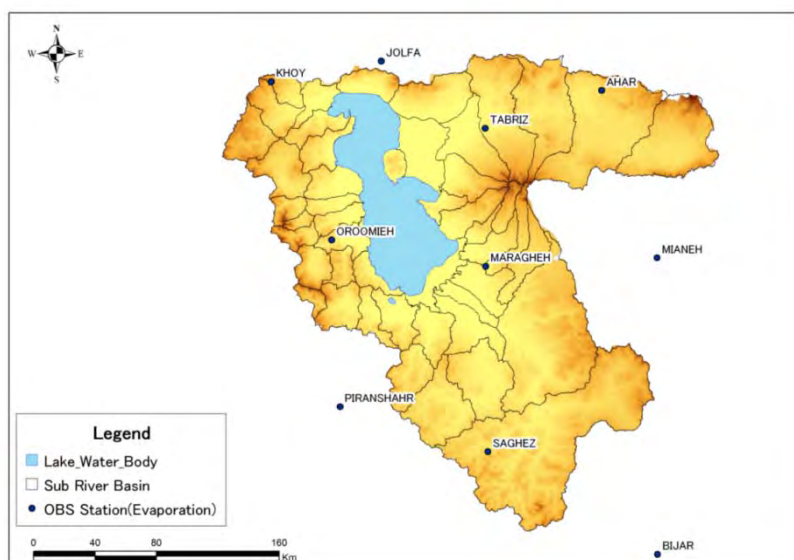 N
W E
S
JOLFA
KHOY
AHAR
TABRIZ
OROOMIEH
MIANEH
MARAGHEH
PIRANSHAHR
SAGHEZ
BIJAR
Legend
Lake_Water_Body
Sub River Basin
OBS Station(Evaporation)
0 40 80 160
Km